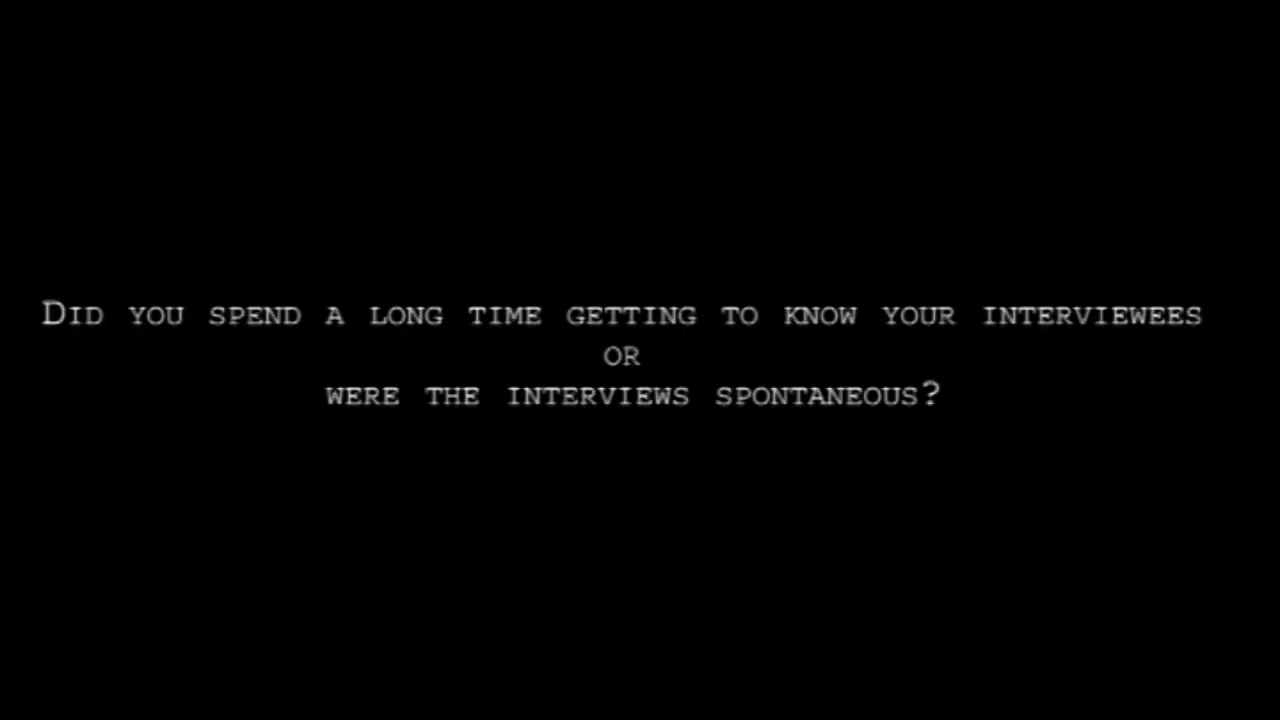 Did you spend a long time getting to know your interviewees
or
were the interviews spontaneous?